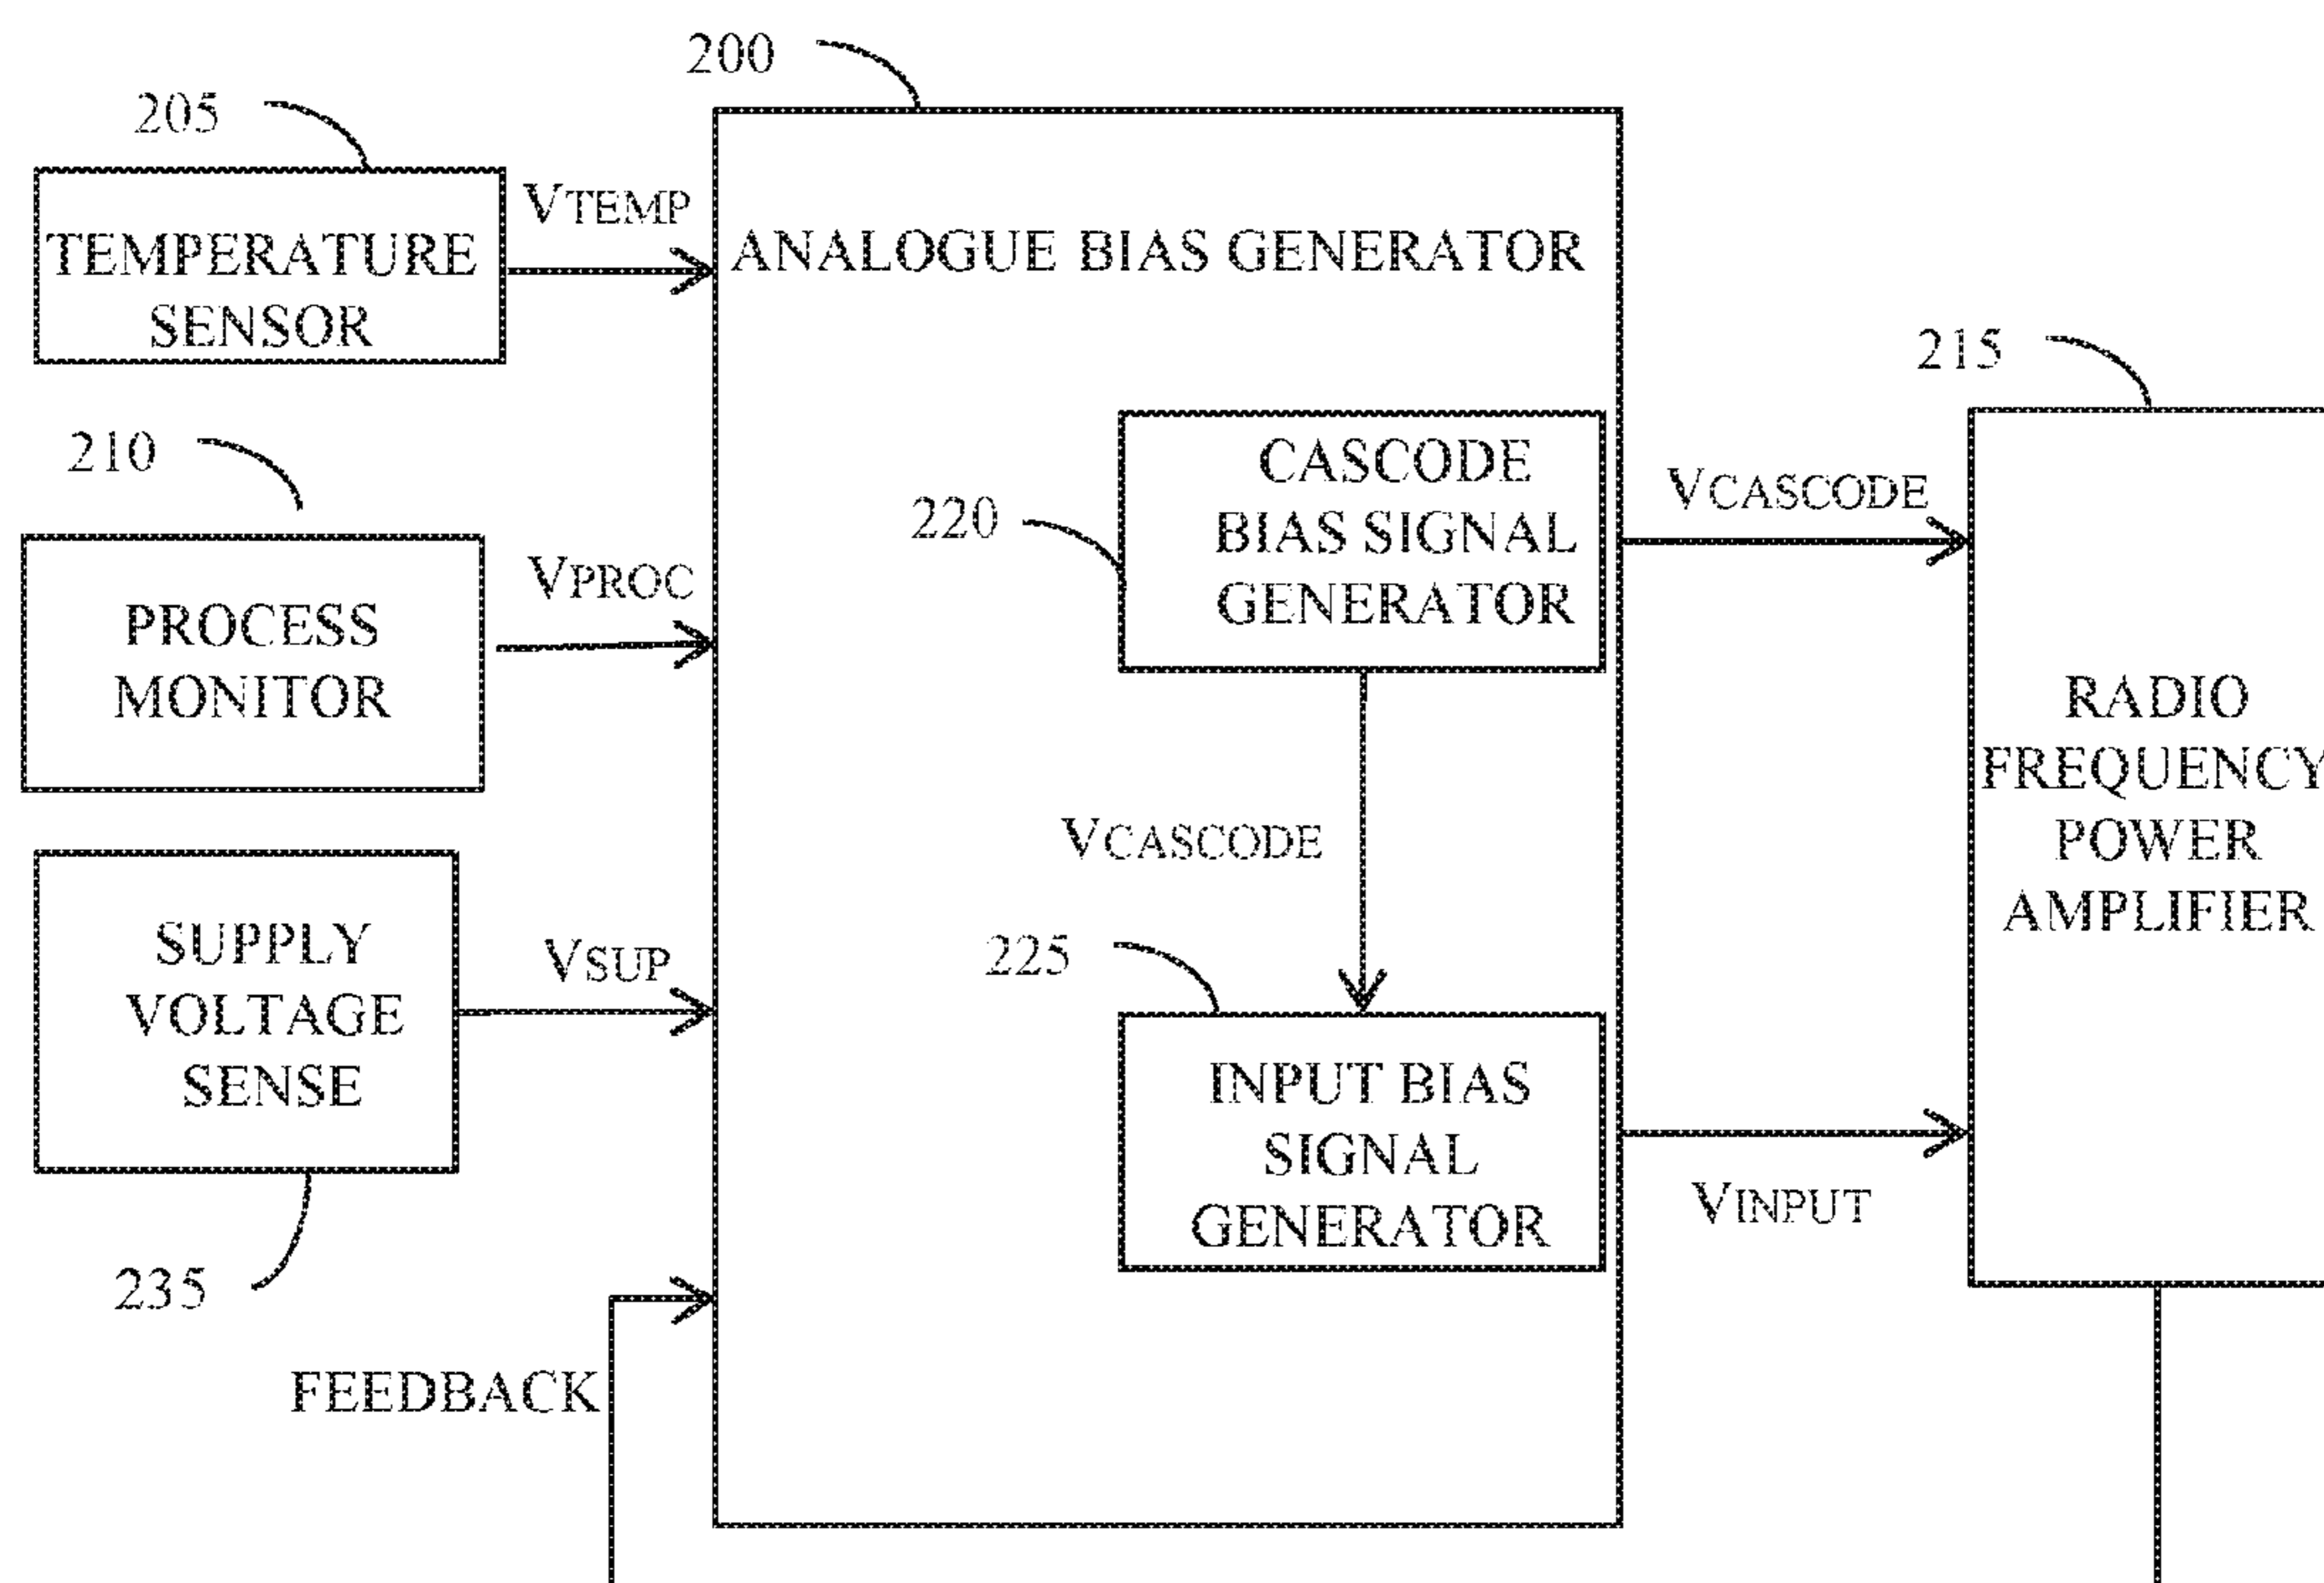 200
205
VTEMP
TEMPERATURE
SENSOR
ANALOGUE BIAS GENERATOR
215
210
CASCODE
BIAS SIGNAL
GENERATOR
220
VCASCODE
VPROC
PROCESS
MONITOR
RADIO
FREQUENCY
POWER
AMPLIFIER
VCASCODE
SUPPLY
VOLTAGE
SENSE
VSUP
225
INPUT BIAS
SIGNAL
GENERATOR
VINPUT
235
FEEDBACK